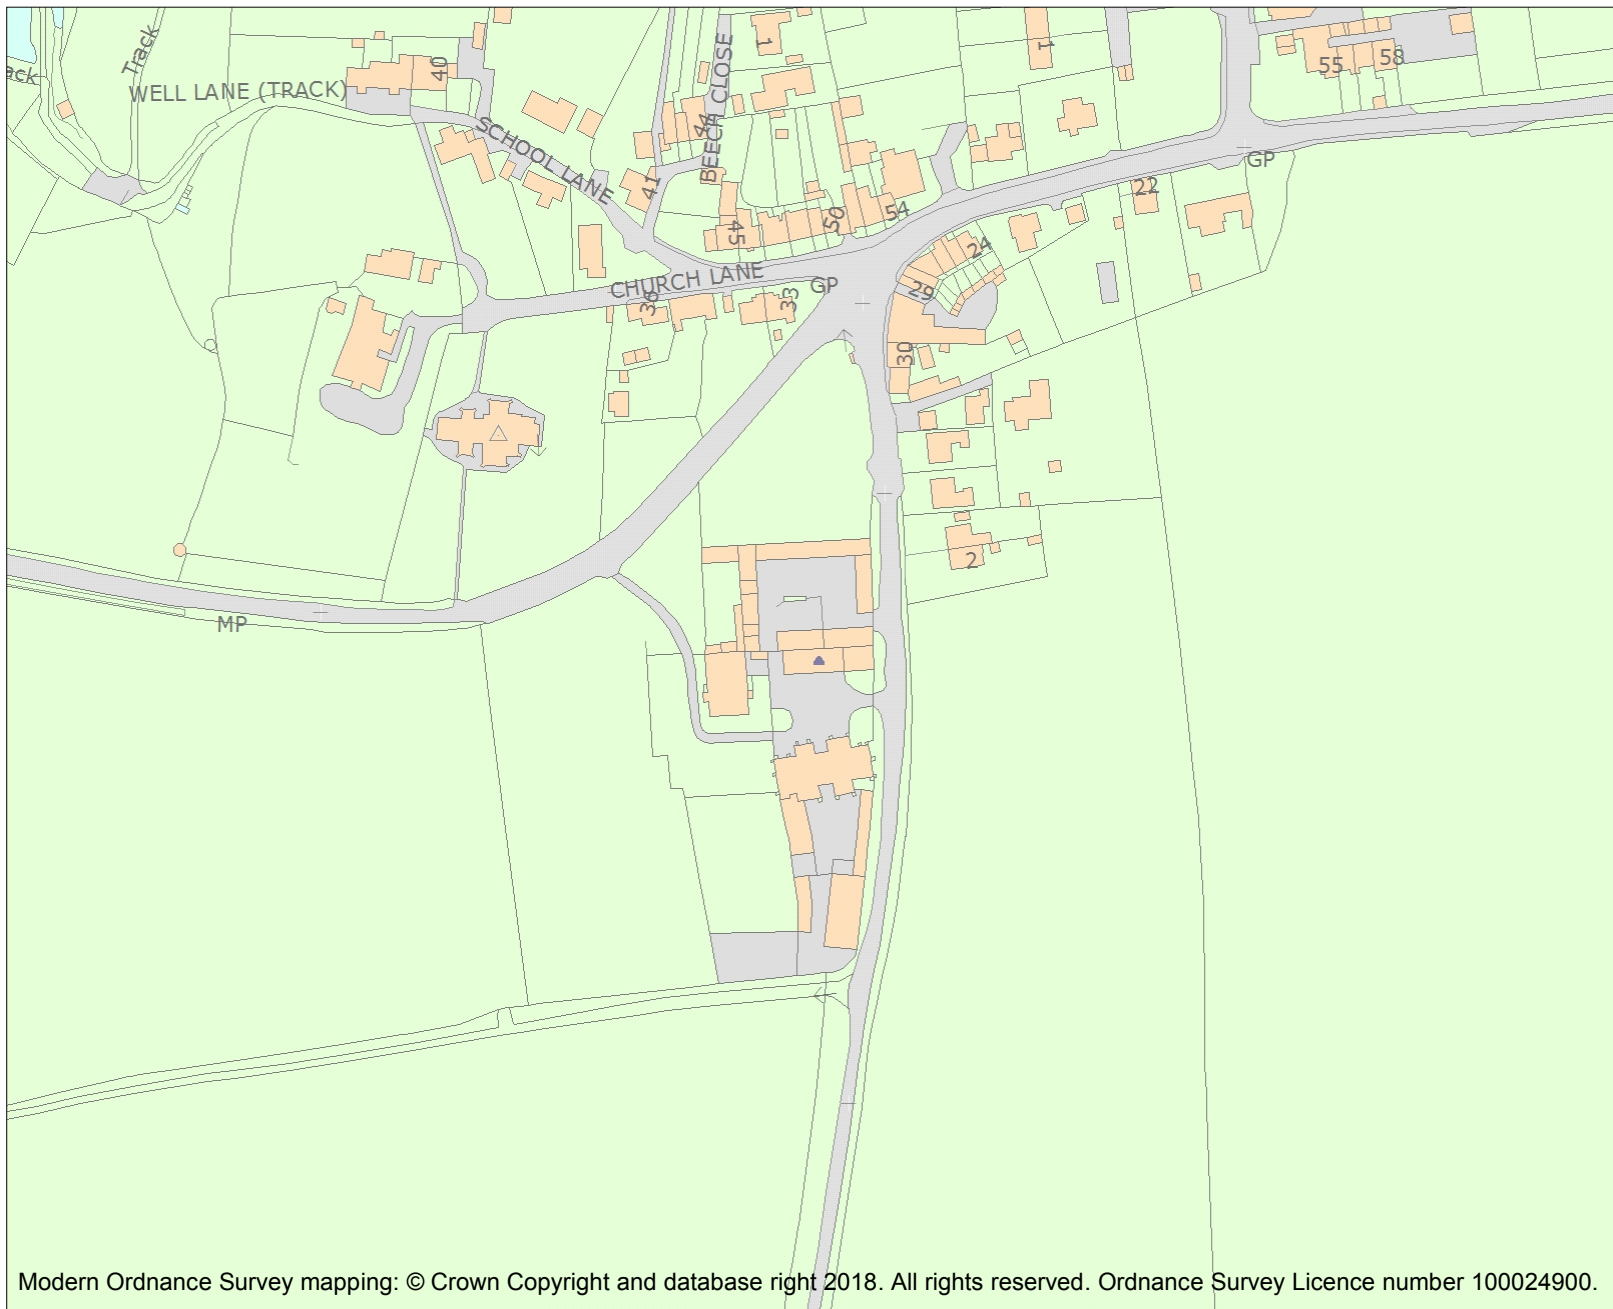 Track
ack
WELL LANE (TRACK)
40
SCHOOL LANE
41
44
BEECH CLOSE
1
1
55
58
GP
22
45
50
54
24
29
CHURCH LANE
GP
36
33
30
2
MP
Modern Ordnance Survey mapping: © Crown Copyright and database right 2018. All rights reserved. Ordnance Survey Licence number 100024900.